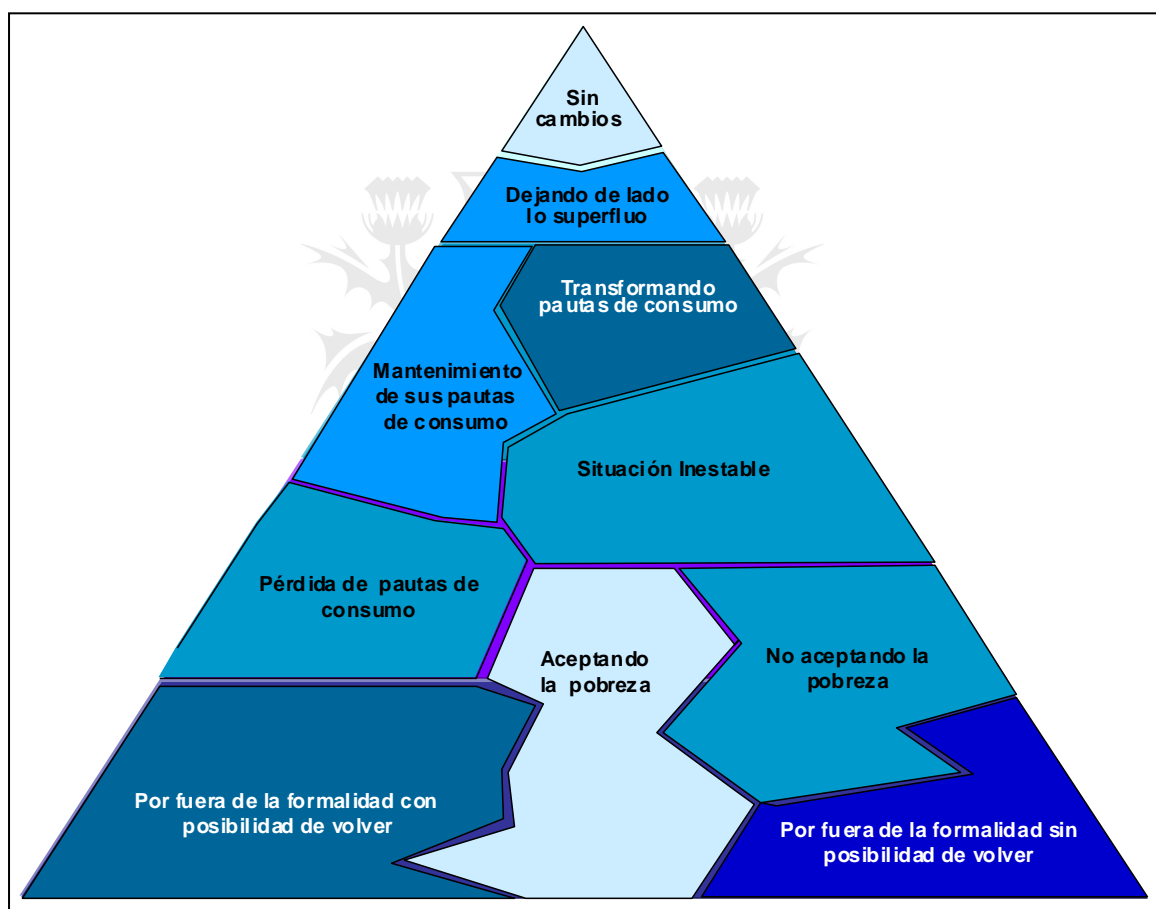 Sin
cambios
Dejando de lado
lo superfluo
Transformando
pautas de consumo
Mantenimiento
de sus pautas
de consumo
Situación Inestable
Pérdida de pautas de
consumo
Aceptando
la pobreza
No aceptando la
pobreza
Por fuera de la formalidad con
posibilidad de volver
Por fuera de la formalidad sin
posibilidad de volver